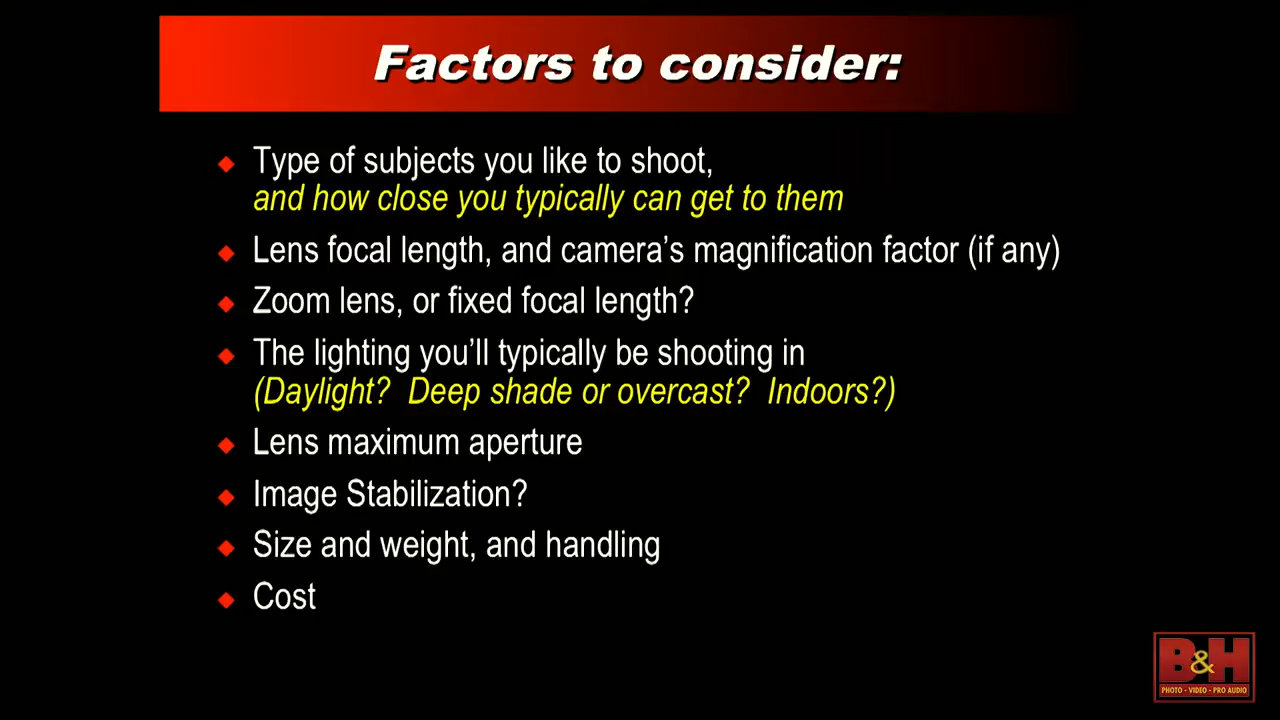 Factors to consider:
Type of subjects you like to shoot,
and how close you typically can get to them
Lens focal length, and camera's magnification factor (if any)
Zoom lens, or fixed focal length?
The lighting you'll typically be shooting in
(Daylight? Deep shade or overcast? Indoors?)
Lens maximum aperture
Image Stabilization?
Size and weight, and handling
Cost
B&H
PHOTO - VIDEO - PRO AUDIO